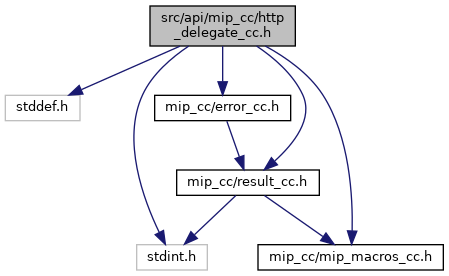 src/api/mip_cc/http
_delegate_cc.h
stddef.h
mip_cc/error_cc.h
mip_cc/result_cc.h
stdint.h
mip_cc/mip_macros_cc.h